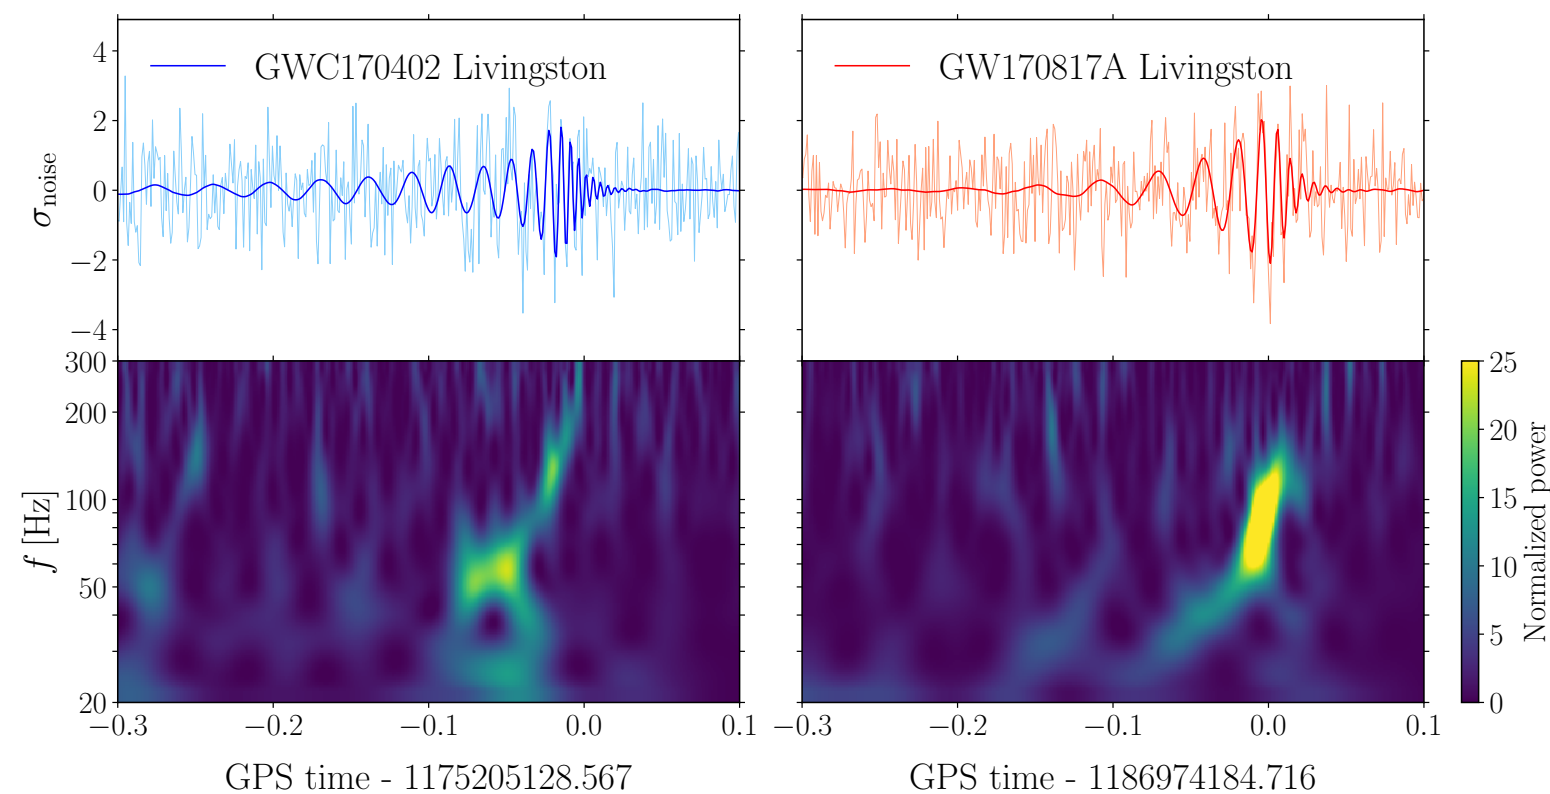 GWC170402 Livingston
GW170817A Livingston
σnoise
4
2
0
−2
−4
f [Hz]
300
200
100
50
20
−0.3 −0.2 −0.1 0.0 0.1
−0.3 −0.2 −0.1 0.0 0.1
GPS time - 1175205128.567
GPS time - 1186974184.716
25
20
15
10
5
0
Normalized power